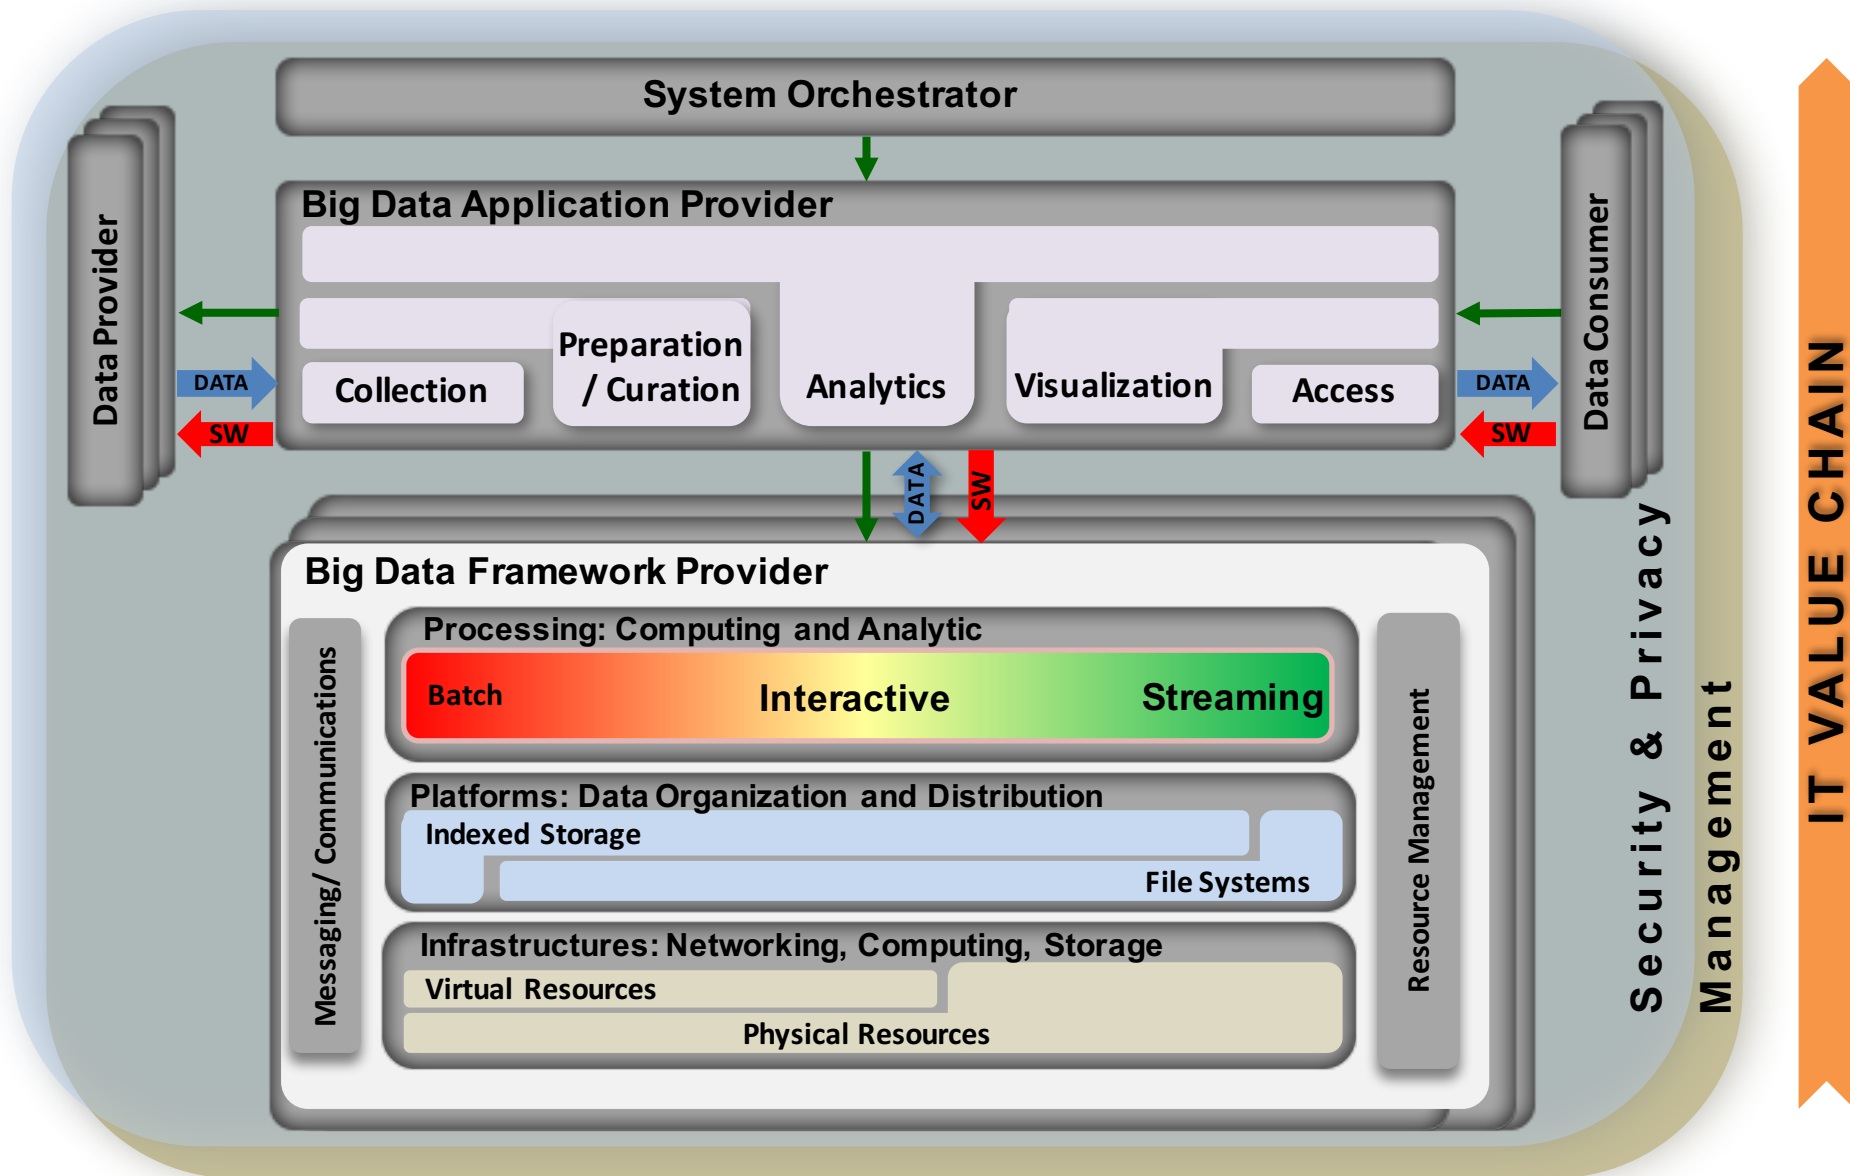 System Orchestrator
Big Data Application Provider
Data Provider
Data Consumer
Preparation
/ Curation
Collection
Analytics
Visualization
Access
DATA
SW
DATA
SW
DATA
SW
Big Data Framework Provider
Processing: Computing and Analytic
Batch
Interactive
Streaming
Platforms: Data Organization and Distribution
Indexed Storage
File Systems
Infrastructures: Networking, Computing, Storage
Virtual Resources
Physical Resources
Messaging/ Communications
Resource Management
Security & Privacy
Management
IT VALUE CHAIN